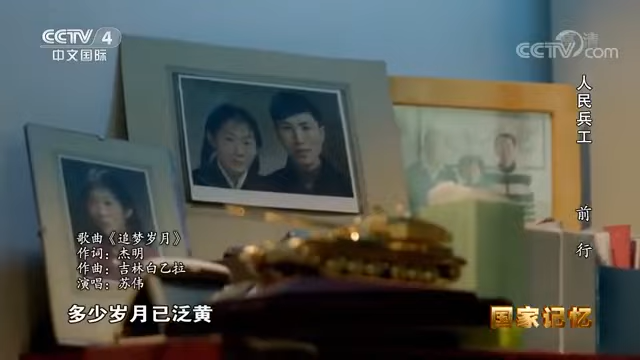 CCTV 4
中文国际
CCTV.com
人民兵工 前行
歌曲《追梦岁月》
作词：杰明
作曲：吉林白乙拉
演唱：苏伟
多少岁月已泛黄
国家记忆